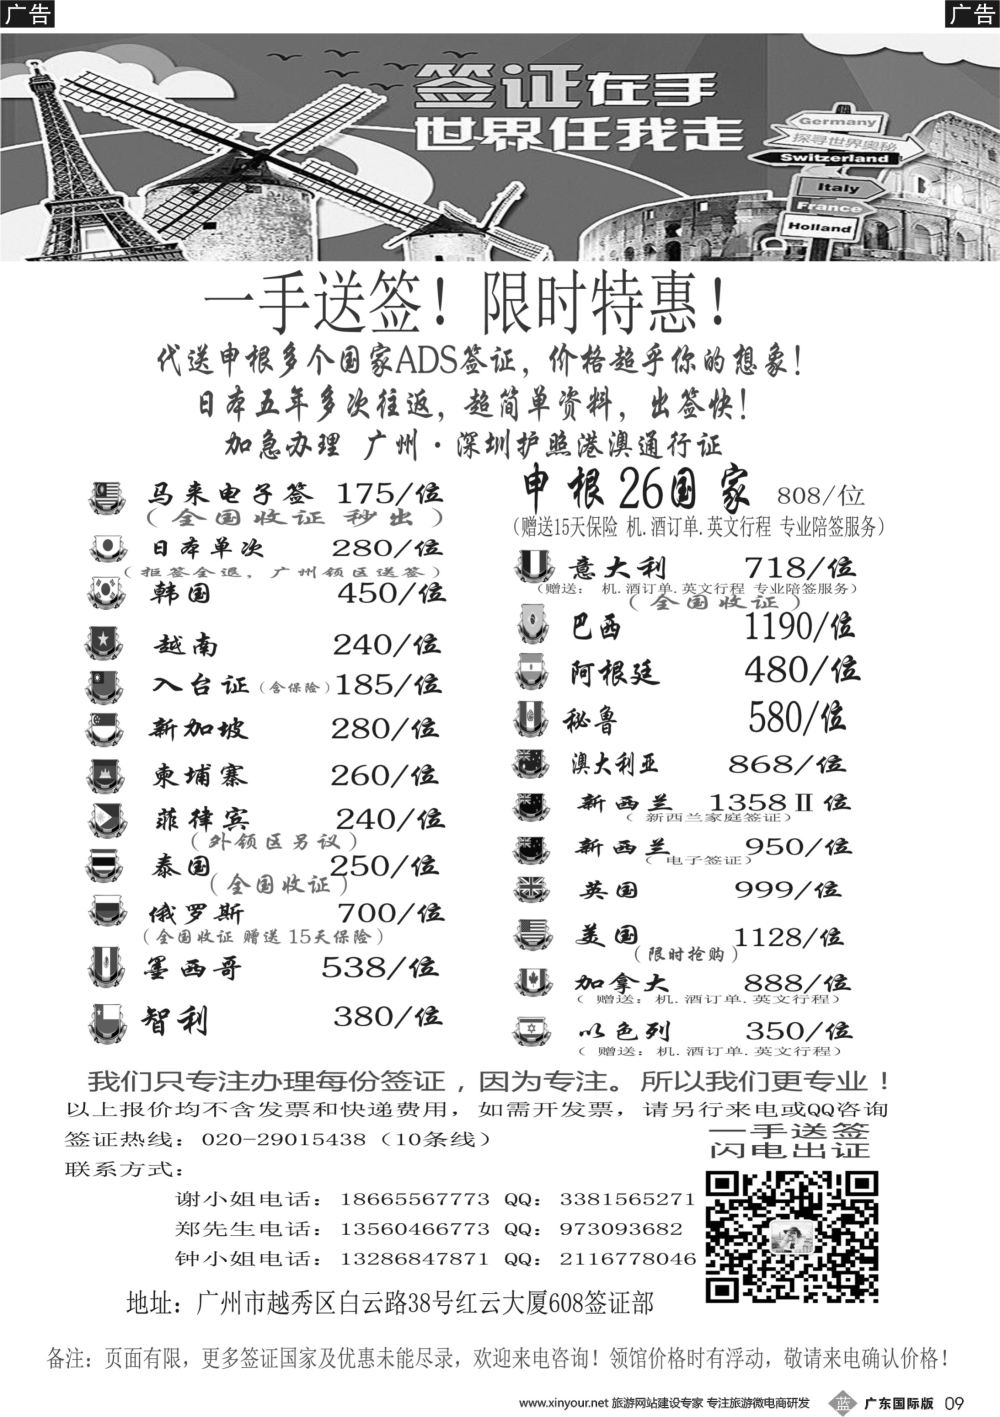 广告
广告
签证在手
世界任我走
Germany
探寻世界奥秘
Switzerland
Italy
France
Holland
一手送签！限时特惠！
代送申根多个国家ADS签证，价格超乎你的想象！
日本五年多次往返，超简单资料，出签快！
加急办理 广州·深圳护照港澳通行证
马来电子签 175/位
（全国收证 秒出）
日本单次 280/位
（拒签全退，广州领区送签）
韩国 450/位
越南 240/位
入台证（含保险）185/位
新加坡 280/位
柬埔寨 260/位
菲律宾 240/位
（外领区另议）
泰国 250/位
（全国收证）
俄罗斯 700/位
（全国收证 赠送 15天保险）
墨西哥 538/位
智利 380/位
申根26国家 808/位
（赠送15天保险 机.酒订单.英文行程 专业陪签服务）
意大利 718/位
（赠送： 机.酒订单.英文行程 专业陪签服务）
（全国收证）
巴西 1190/位
阿根廷 480/位
秘鲁 580/位
澳大利亚 868/位
新西兰 1358Ⅱ位
（新西兰家庭签证）
新西兰 950/位
（电子签证）
英国 999/位
美国 1128/位
（限时抢购）
加拿大 888/位
（ 赠送：机.酒订单.英文行程）
以色列 350/位
（ 赠送：机.酒订单.英文行程）
我们只专注办理每份签证，因为专注。所以我们更专业！
以上报价均不含发票和快递费用，如需开发票，请另行来电或QQ咨询
签证热线：020-29015438（10条线）
联系方式：
谢小姐电话：18665567773 QQ：3381565271
郑先生电话：13560466773 QQ：973093682
钟小姐电话：13286847871 QQ：2116778046
一手送签
闪电出证
地址：广州市越秀区白云路38号红云大厦608签证部
备注：页面有限，更多签证国家及优惠未能尽录，欢迎来电咨询！领馆价格时有浮动，敬请来电确认价格！
www.xinyour.net 旅游网站建设专家 专注旅游微电商研发 蓝 广东国际版 09